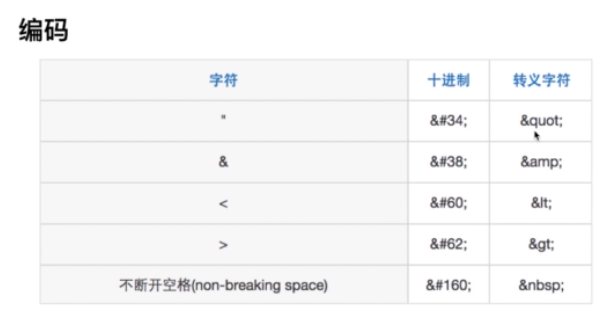 编码
字符 十进制 转义字符
" &#34; &quot;
& &#38; &amp;
< &#60; &lt;
> &#62; &gt;
不断开空格(non-breaking space) &#160; &nbsp;